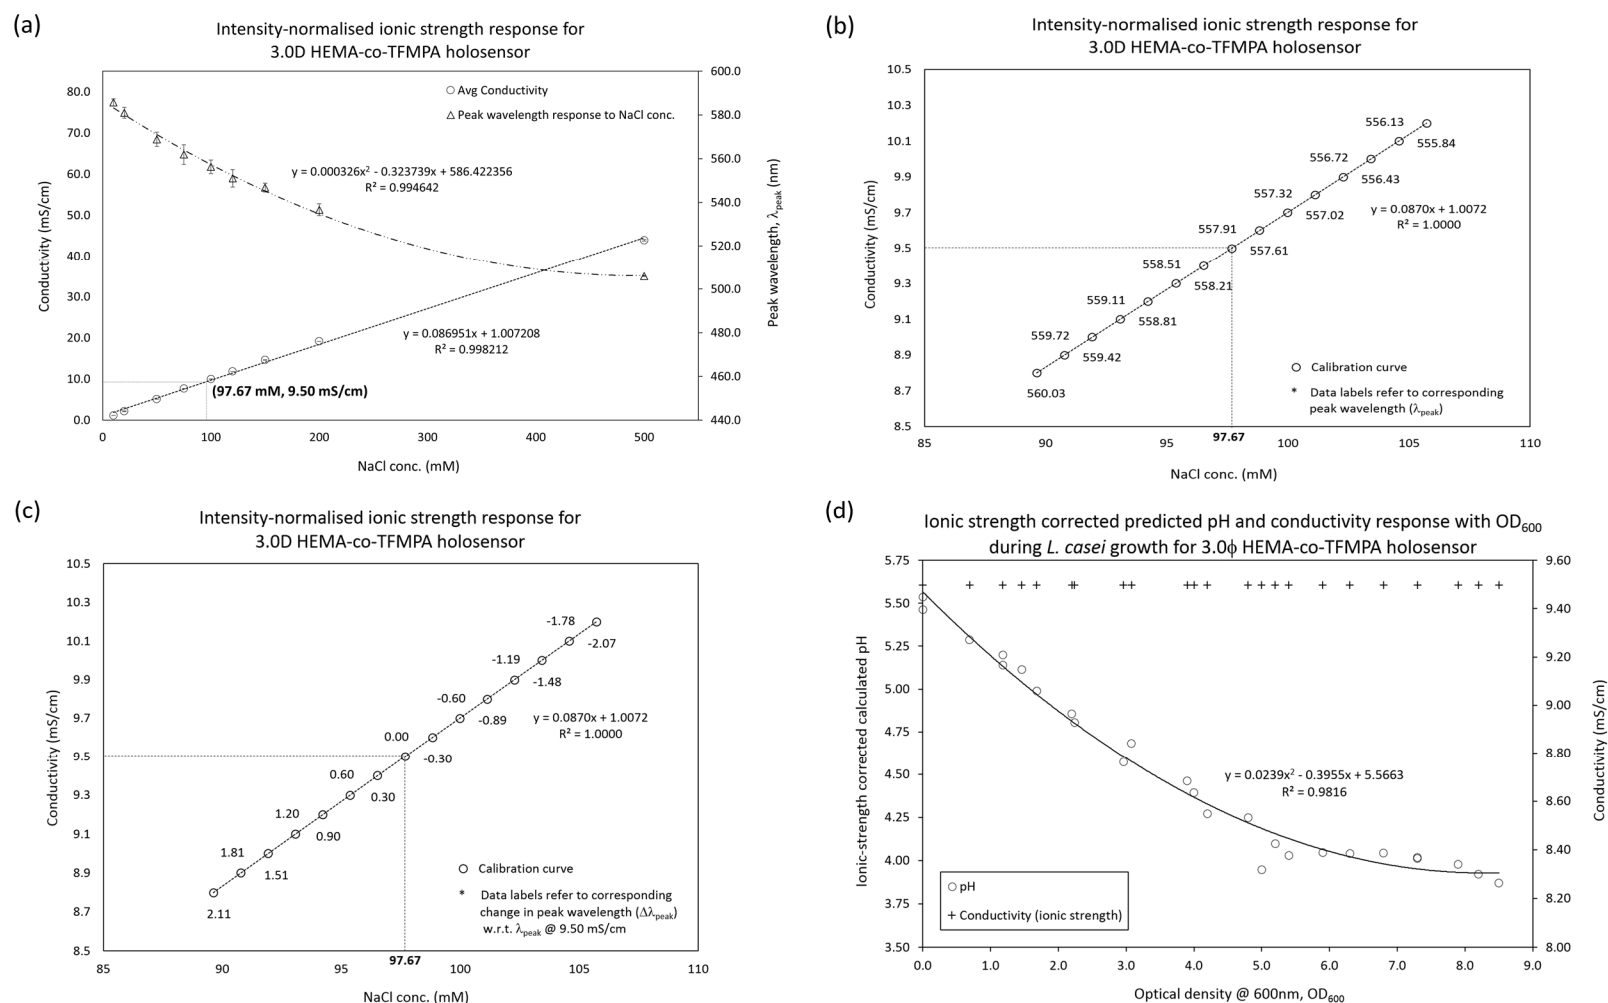 (a)
Intensity-normalised ionic strength response for
3.0D HEMA-co-TFMPA holosensor
Conductivity (mS/cm)
80.0
70.0
60.0
50.0
40.0
30.0
20.0
10.0
0.0
Avg Conductivity
Peak wavelength response to NaCl conc.
y = 0.000326x² - 0.323739x + 586.422356
R² = 0.994642
y = 0.086951x + 1.007208
R² = 0.998212
(97.67 mM, 9.50 mS/cm)
600.0
580.0
560.0
540.0
520.0
500.0
480.0
460.0
440.0
Peak wavelength, λpeak (nm)
0 100 200 300 400 500
NaCl conc. (mM)
(b)
Intensity-normalised ionic strength response for
3.0D HEMA-co-TFMPA holosensor
Conductivity (mS/cm)
10.5
10.3
10.1
9.9
9.7
9.5
9.3
9.1
8.9
8.7
8.5
556.13
555.84
556.72
556.43
557.32
557.02
557.91
557.61
558.51
558.21
559.11
558.81
559.72
559.42
560.03
y = 0.0870x + 1.0072
R² = 1.0000
Calibration curve
* Data labels refer to corresponding
peak wavelength (λpeak)
85 90 95 97.67 100 105 110
NaCl conc. (mM)
(c)
Intensity-normalised ionic strength response for
3.0D HEMA-co-TFMPA holosensor
Conductivity (mS/cm)
10.5
10.3
10.1
9.9
9.7
9.5
9.3
9.1
8.9
8.7
8.5
-1.78
-2.07
-1.19
-1.48
-0.60
-0.89
0.00
-0.30
0.60
0.30
1.20
0.90
1.81
1.51
2.11
y = 0.0870x + 1.0072
R² = 1.0000
Calibration curve
* Data labels refer to corresponding
change in peak wavelength (Δλpeak)
w.r.t. λpeak @ 9.50 mS/cm
85 90 95 97.67 100 105 110
NaCl conc. (mM)
(d)
Ionic strength corrected predicted pH and conductivity response with OD600
during L. casei growth for 3.0ϕ HEMA-co-TFMPA holosensor
Ionic-strength corrected calculated pH
5.75
5.50
5.25
5.00
4.75
4.50
4.25
4.00
3.75
3.50
y = 0.0239x² - 0.3955x + 5.5663
R² = 0.9816
pH
+ Conductivity (ionic strength)
9.60
9.40
9.20
9.00
8.80
8.60
8.40
8.20
8.00
Conductivity (mS/cm)
0.0 1.0 2.0 3.0 4.0 5.0 6.0 7.0 8.0 9.0
Optical density @ 600nm, OD600